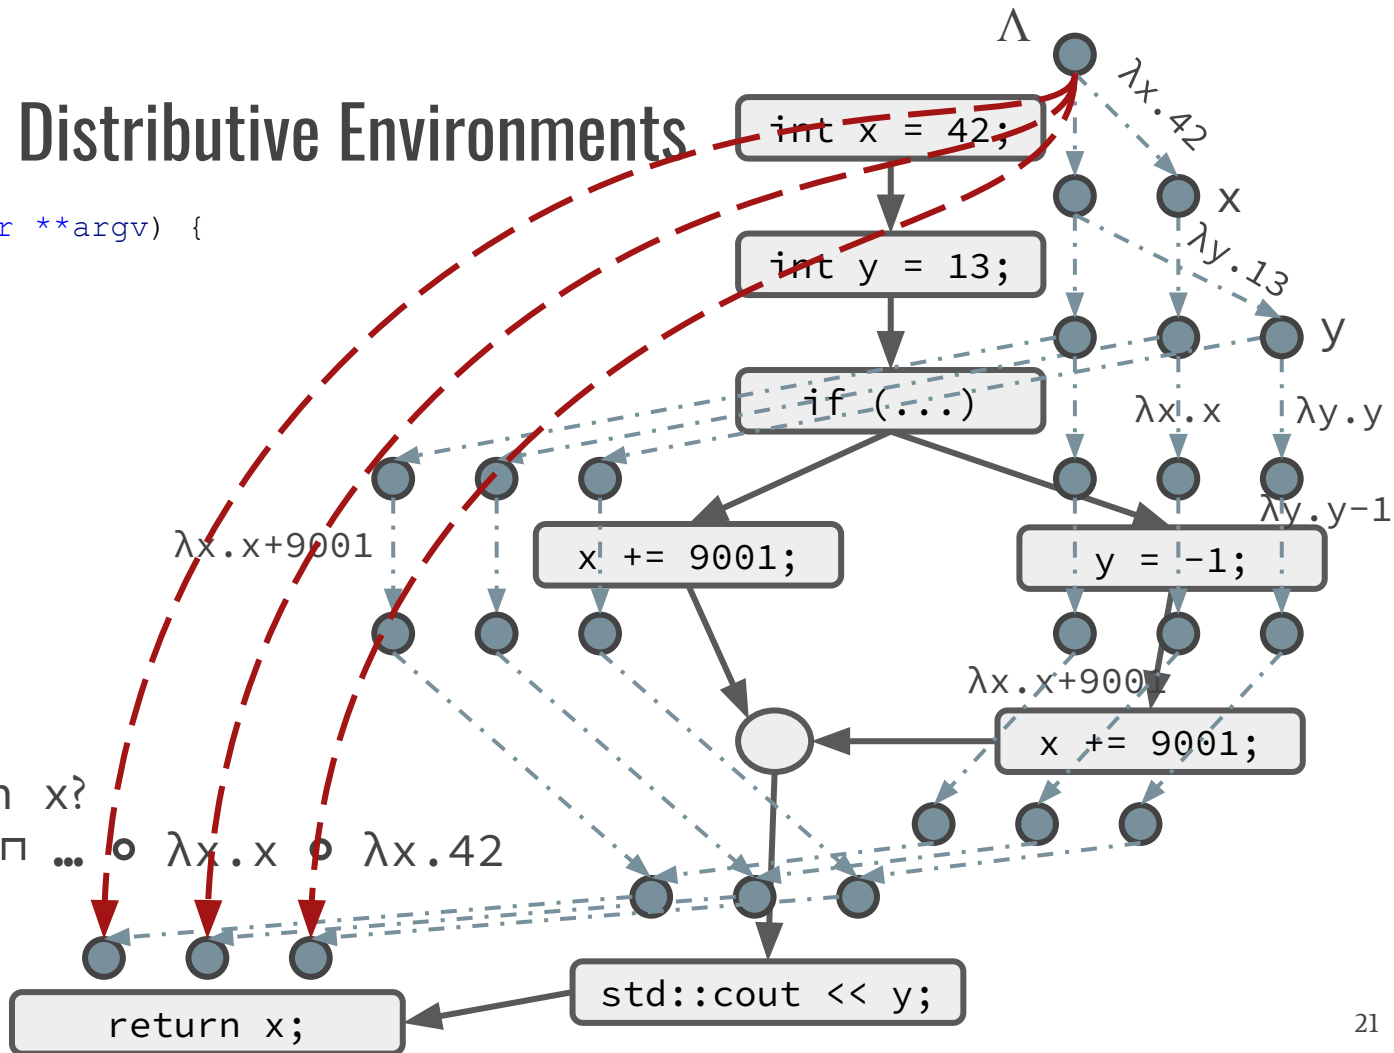 Λ
λx.42
Distributive Environments
int x = 42;
x
r **argv) {
λy.13
int y = 13;
y
if (...)
λx.x
λy.y
λy.y-1
λx.x+9001
x += 9001;
y = -1;
λx.x+9001
x += 9001;
n x?
⊓ … ∘ λx.x ∘ λx.42
std::cout << y;
return x;
21